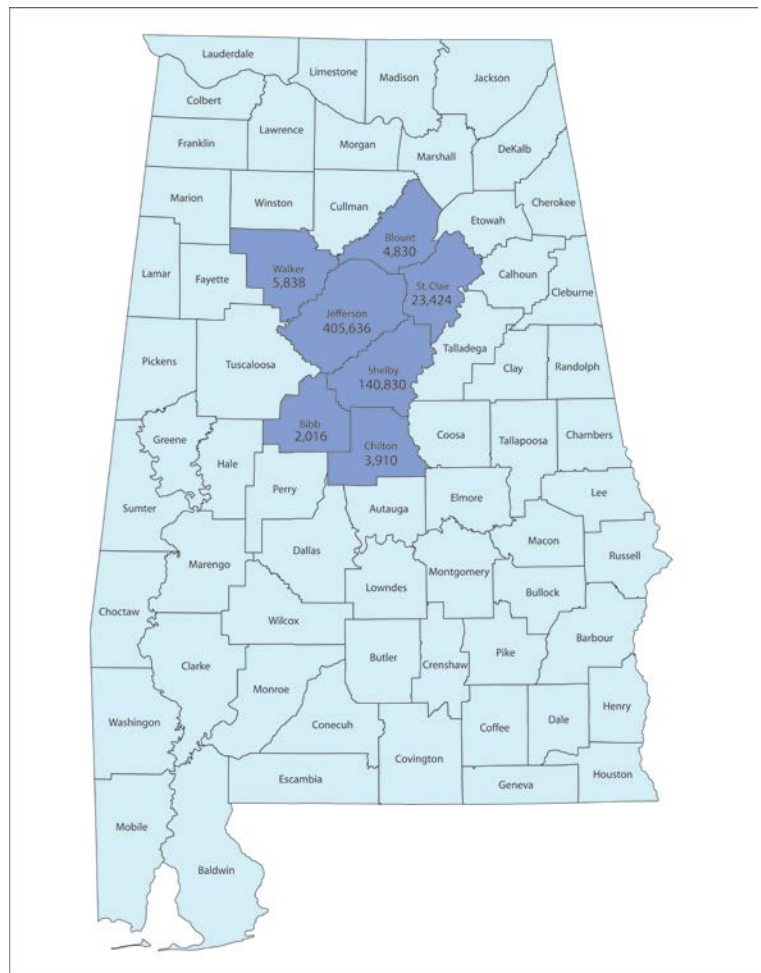 Lauderdale
Limestone
Madison
Jackson
Colbert
Lawrence
Franklin
Morgan
Marshall
DeKalb
Marion
Winston
Cullman
Cherokee
Etowah
Blount
4,830
Walker
5,838
St. Clair
23,424
Calhoun
Lamar
Fayette
Cleburne
Jefferson
405,636
Talladega
Pickens
Tuscaloosa
Shelby
140,830
Clay
Randolph
Bibb
2,016
Chilton
3,910
Greene
Hale
Coosa
Tallapoosa
Chambers
Perry
Elmore
Lee
Sumter
Autauga
Macon
Dallas
Russell
Marengo
Montgomery
Lowndes
Bullock
Choctaw
Wilcox
Barbour
Clarke
Butler
Crenshaw
Pike
Monroe
Washingon
Conecuh
Coffee
Dale
Henry
Covington
Escambia
Geneva
Houston
Mobile
Baldwin